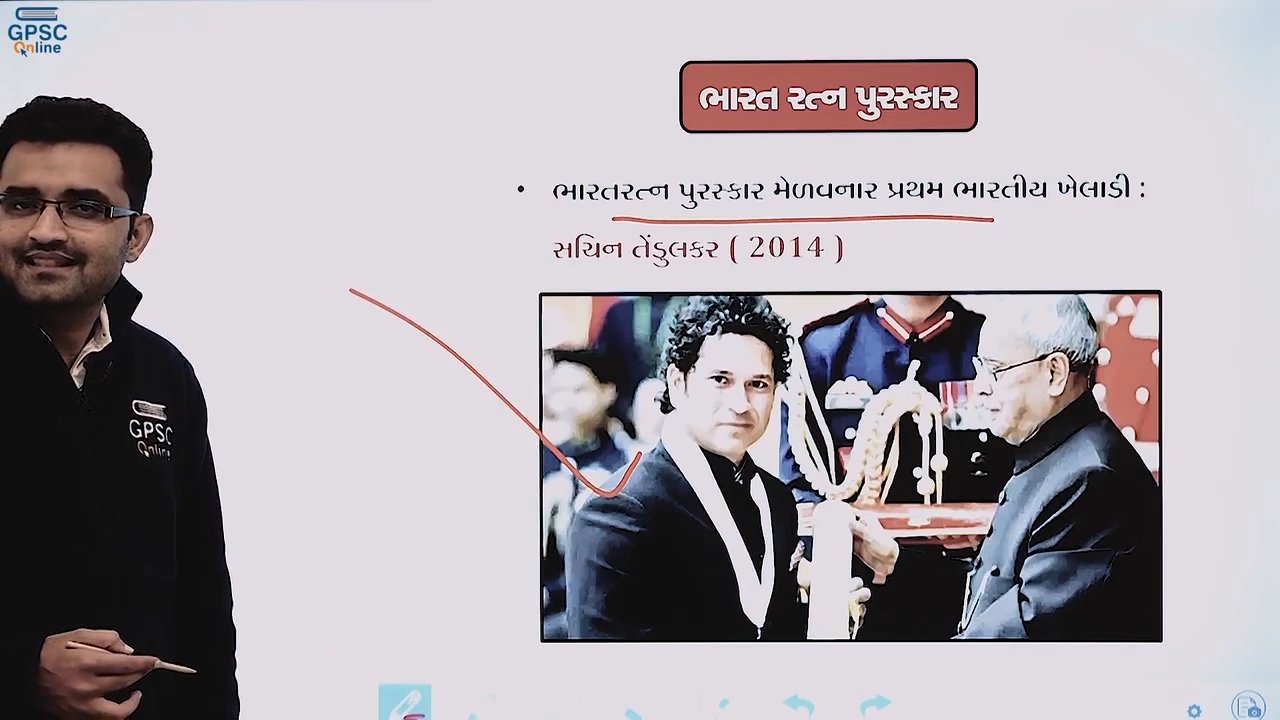 GPSC
Online
ભારત રત્ન પુરસ્કાર
• ભારતરત્ન પુરસ્કાર મેળવનાર પ્રથમ ભારતીય ખેલાડી :
સચિન તેંડુલકર ( 2014 )
GPSC
Online